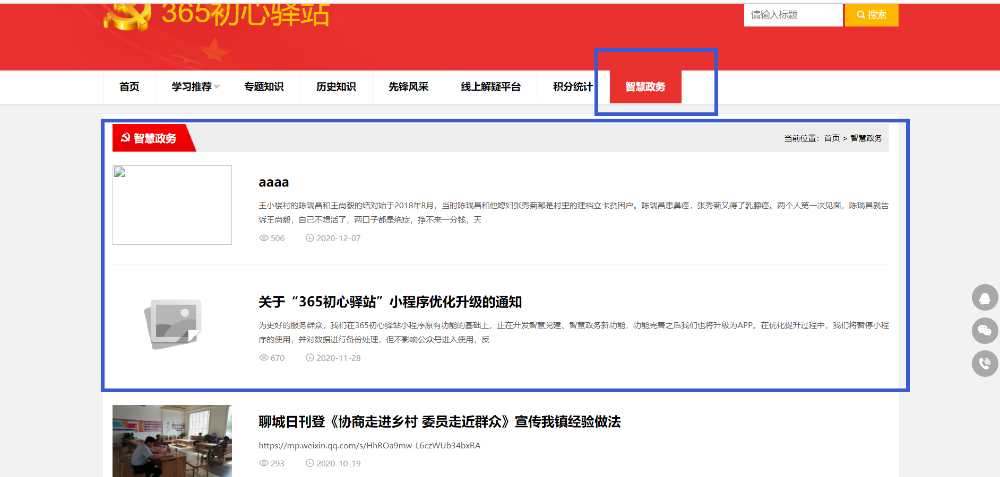 365初心驿站
请输入标题
搜索
首页
学习推荐
专题知识
历史知识
先锋风采
线上解疑平台
积分统计
智慧政务
智慧政务
当前位置：首页 > 智慧政务
aaaa
王小楼村的陈瑞昌和王尚毅的结对始于2018年8月，当时陈瑞昌和他媳妇张秀菊都是村里的建档立卡贫困户。陈瑞昌患鼻癌，张秀菊又得了乳腺癌。两个人第一次见面，陈瑞昌就告
诉王尚毅，自己不想活了，两口子都是绝症，挣不来一分钱，天
506
2020-12-07
关于“365初心驿站”小程序优化升级的通知
为更好的服务群众，我们在365初心驿站小程序原有功能的基础上，正在开发智慧党建、智慧政务新功能，功能完善之后我们也将升级为APP。在优化提升过程中，我们将暂停小程
序的使用，并对数据进行备份处理，但不影响公众号进入使用，反
670
2020-11-28
聊城日刊登《协商走进乡村 委员走近群众》宣传我镇经验做法
https://mp.weixin.qq.com/s/HhROa9mw-L6czWUb34bxRA
293
2020-10-19